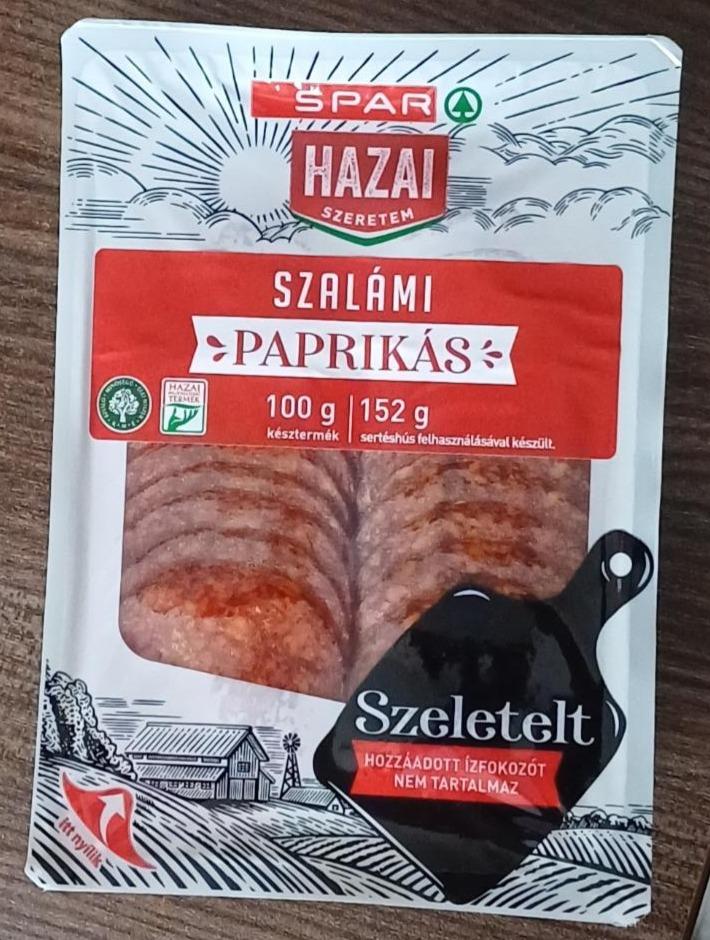 SPAR
HAZAI
SZERETEM
SZALÁMI
PAPRIKÁS
HAZAI
TERMÉK
100 g
késztermék
152 g
sertéshús felhasználásával készült.
Szeletelt
HOZZÁADOTT ÍZFOKOZÓT
NEM TARTALMAZ
itt nyílik